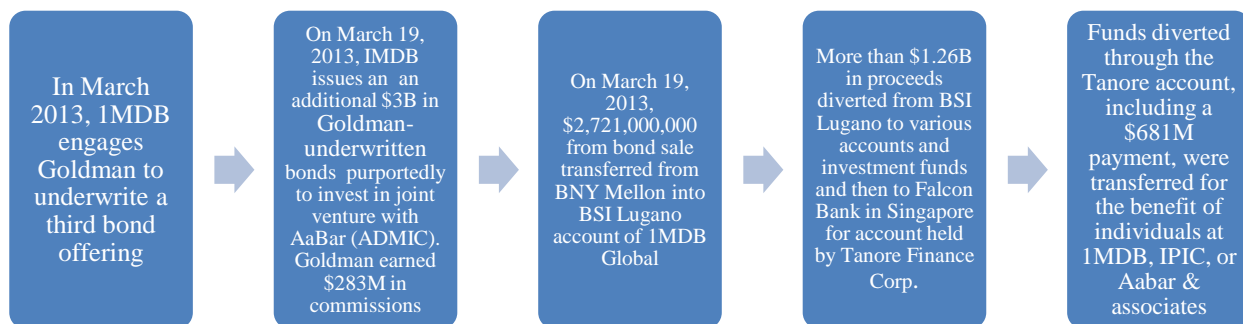 In March
2013, 1MDB
engages
Goldman to
underwrite a
third bond
offering
On March 19,
2013, IMDB
issues an an
additional $3B in
Goldman-
underwritten
bonds purportedly
to invest in joint
venture with
AaBar (ADMIC).
Goldman earned
$283M in
commissions
On March 19,
2013,
$2,721,000,000
from bond sale
transferred from
BNY Mellon into
BSI Lugano
account of 1MDB
Global
More than $1.26B
in proceeds
diverted from BSI
Lugano to various
accounts and
investment funds
and then to Falcon
Bank in Singapore
for account held
by Tanore Finance
Corp.
Funds diverted
through the
Tanore account,
including a
$681M
payment, were
transferred for
the benefit of
individuals at
1MDB, IPIC, or
Aabar &
associates